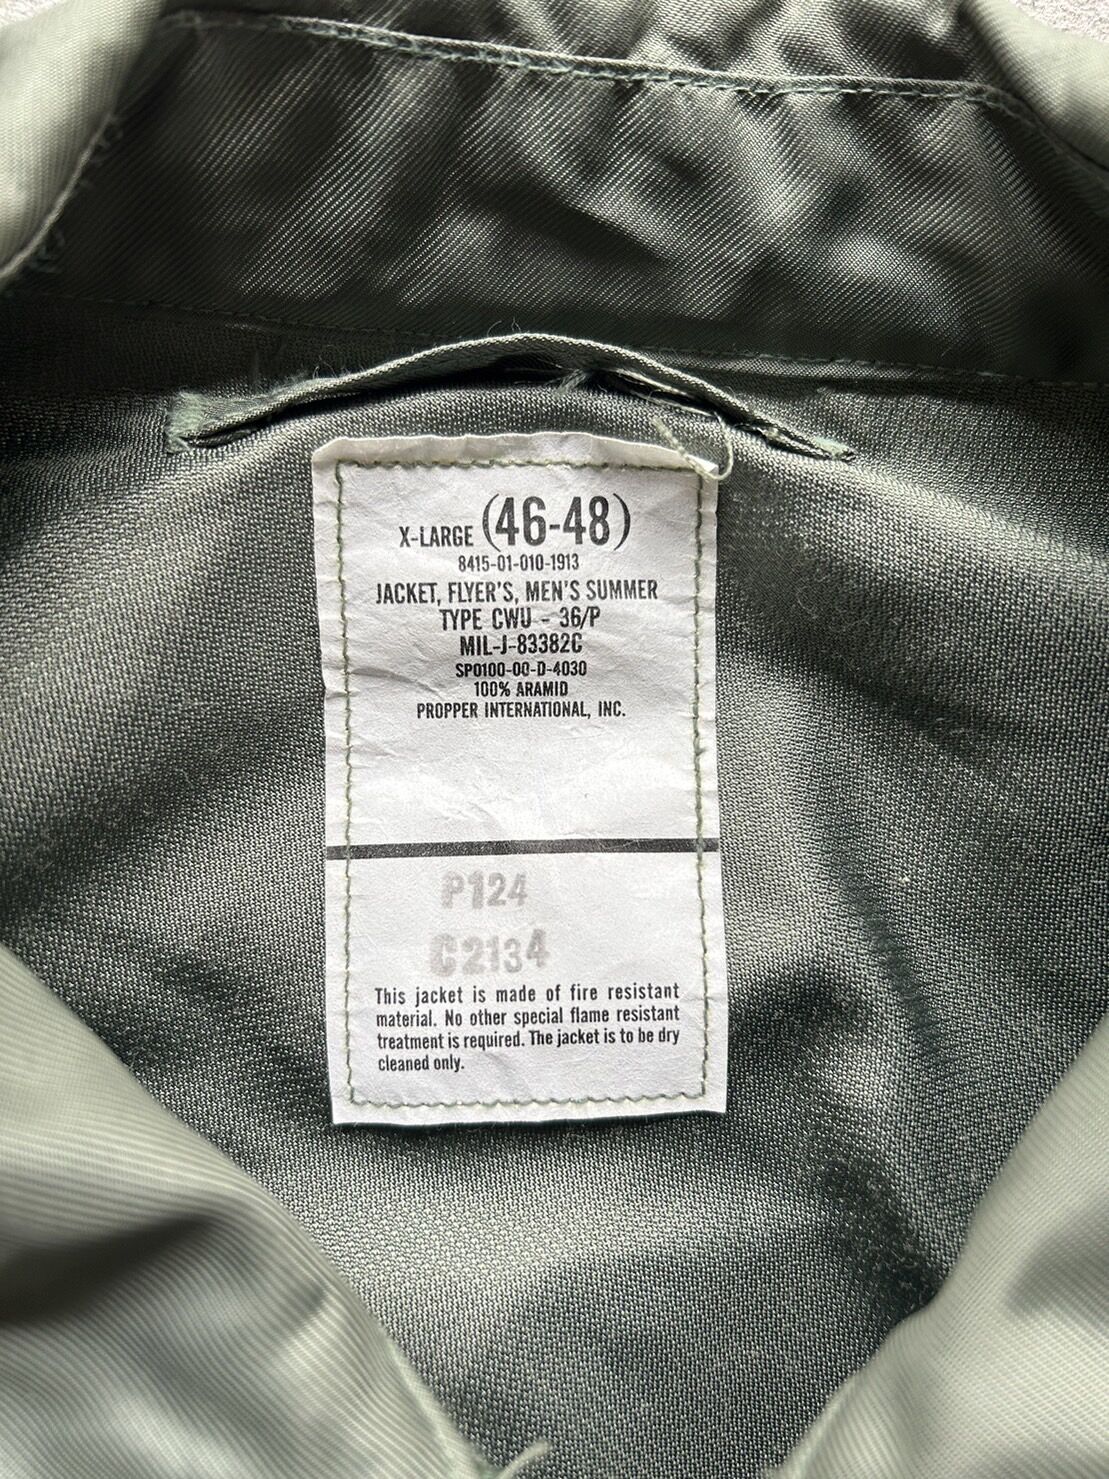 X-LARGE (46-48)
8415-01-010-1913
JACKET, FLYER'S, MEN'S SUMMER
TYPE CWU - 36/P
MIL-J-83382C
SPO100-00-D-4030
100% ARAMID
PROPPER INTERNATIONAL, INC.
P124
C2134
This jacket is made of fire resistant
material. No other special flame resistant
treatment is required. The jacket is to be dry
cleaned only.